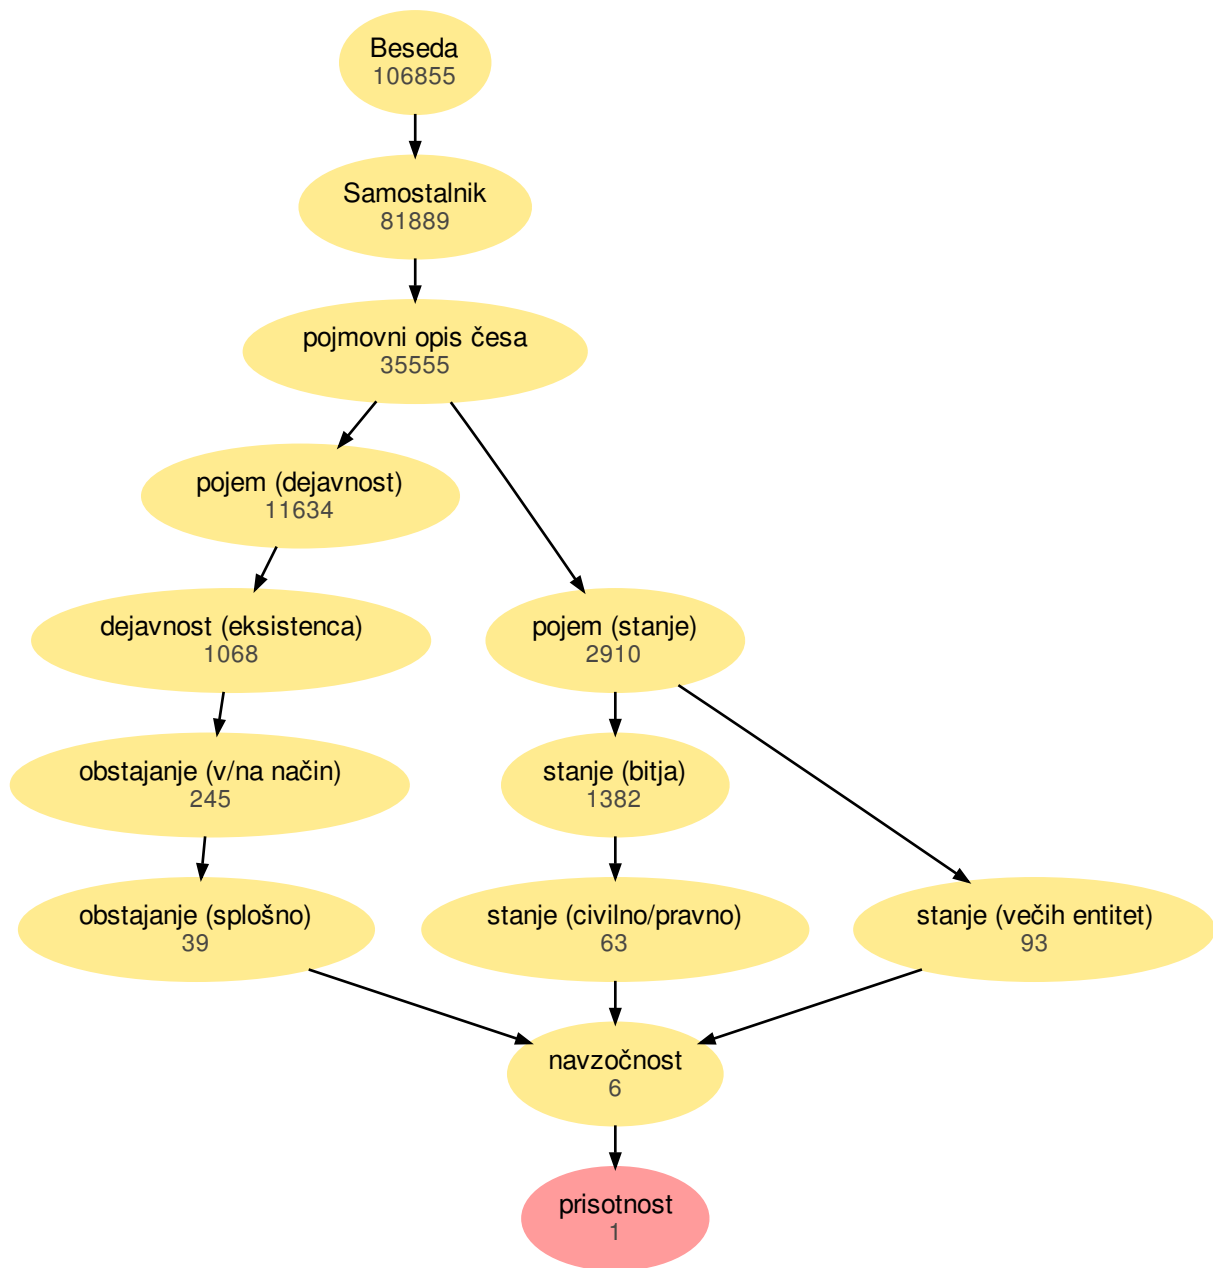 Beseda
106855
Samostalnik
81889
pojmovni opis česa
35555
pojem (dejavnost)
11634
dejavnost (eksistenca)
1068
pojem (stanje)
2910
obstajanje (v/na način)
245
stanje (bitja)
1382
obstajanje (splošno)
39
stanje (civilno/pravno)
63
stanje (večih entitet)
93
navzočnost
6
prisotnost
1